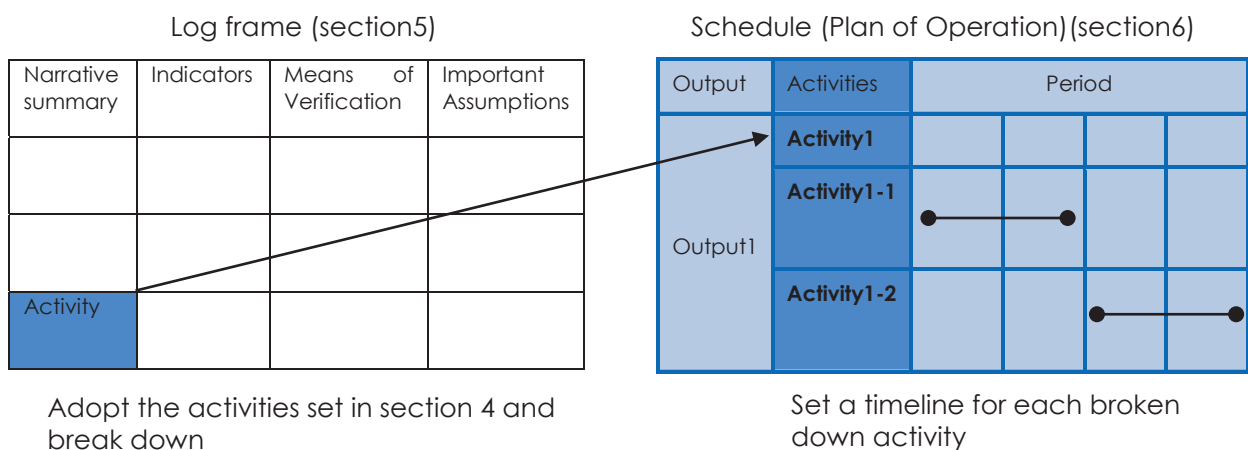 Log frame (section5)
Narrative summary
Indicators
Means of Verification
Important Assumptions
Activity
Adopt the activities set in section 4 and
break down
Schedule (Plan of Operation)(section6)
Output
Activities
Period
Output1
Activity1
Activity1-1
Activity1-2
Set a timeline for each broken
down activity